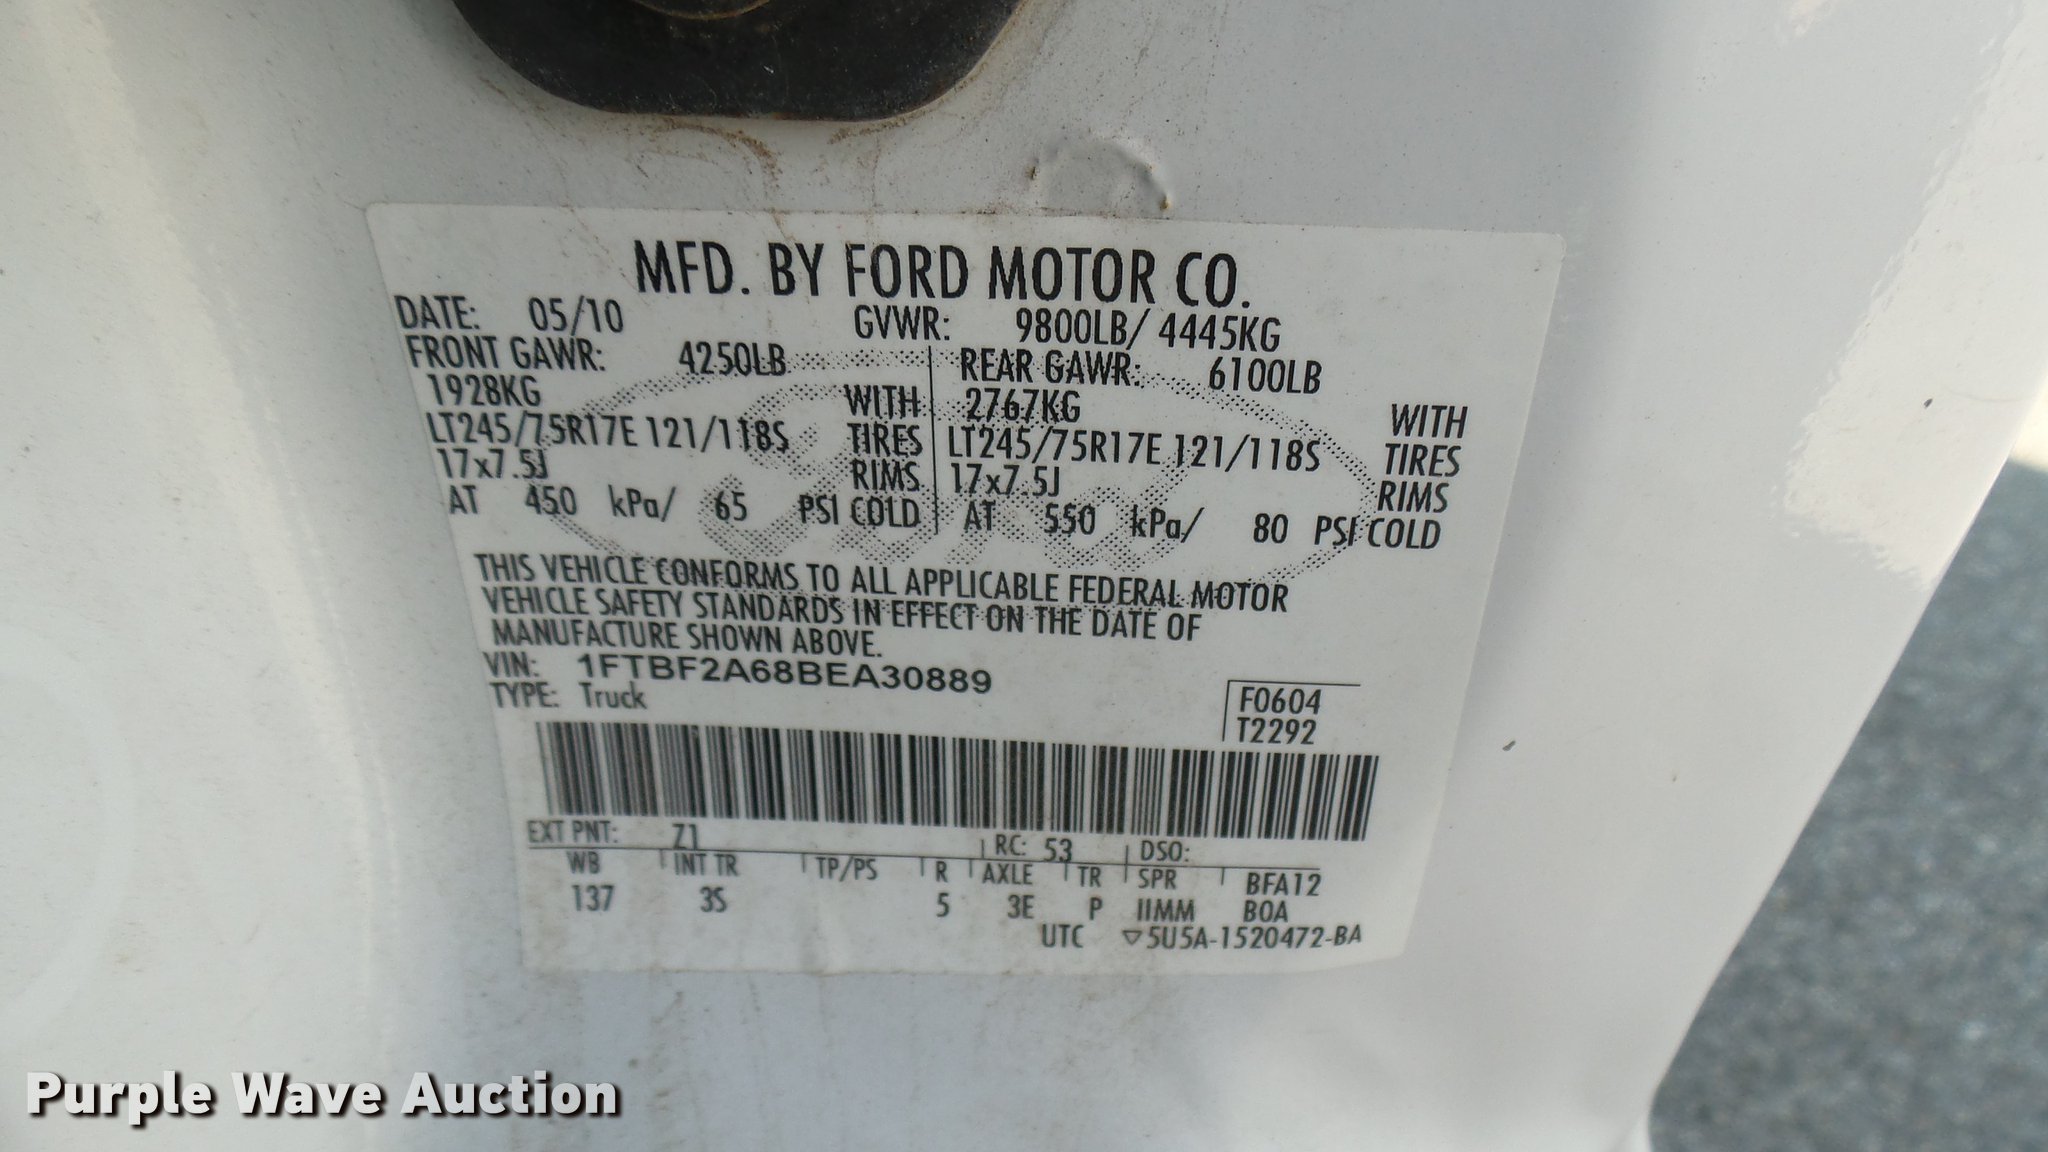 MFD. BY FORD MOTOR CO.
DATE: 05/10 GVWR: 9800LB/ 4445KG
FRONT GAWR: 4250LB REAR GAWR: 6100LB
1928KG WITH 2767KG WITH
LT245/75R17E 121/118S TIRES LT245/75R17E 121/118S TIRES
17x7.5J RIMS 17x7.5J RIMS
AT 450 kPa/ 65 PSI COLD AT 550 kPa/ 80 PSI COLD
THIS VEHICLE CONFORMS TO ALL APPLICABLE FEDERAL MOTOR
VEHICLE SAFETY STANDARDS IN EFFECT ON THE DATE OF
MANUFACTURE SHOWN ABOVE.
VIN: 1FTBF2A68BEA30889
TYPE: Truck
F0604
T2292
EXT PNT: Z1 RC: 53 DSO:
WB INT TR TP/PS R AXLE TR SPR BFA12
137 3S 5 3E P IIMM BOA
UTC ▽5U5A-1520472-BA
Purple Wave Auction